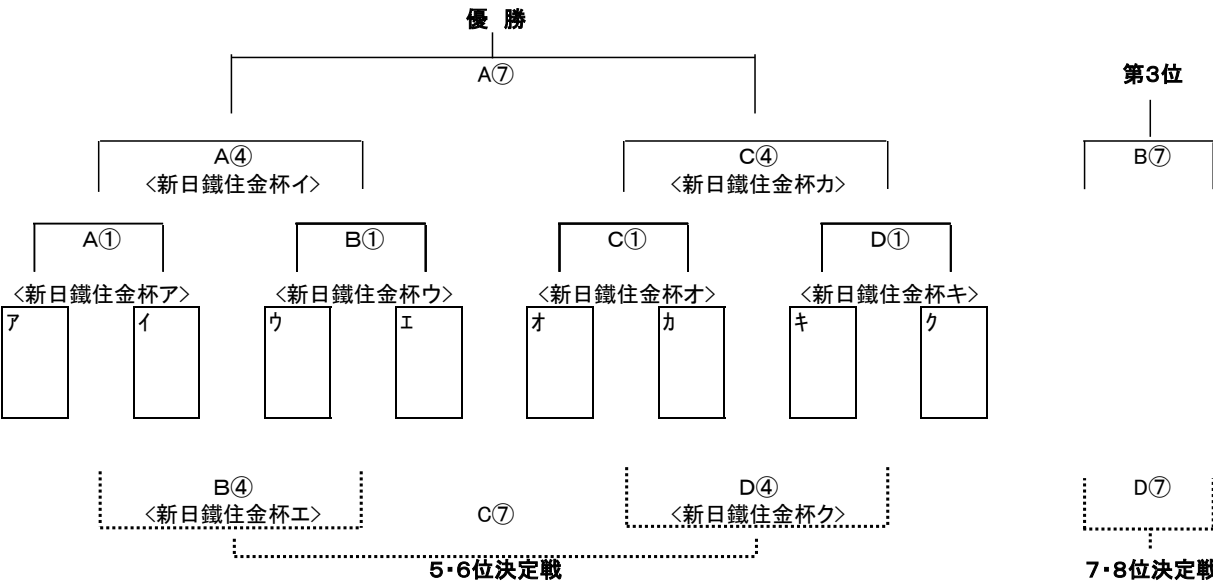 優 勝
A⑦
第3位
A④
<新日鐵住金杯イ>
C④
<新日鐵住金杯カ>
B⑦
A①
B①
C①
D①
<新日鐵住金杯ア>
<新日鐵住金杯ウ>
<新日鐵住金杯オ>
<新日鐵住金杯キ>
ア
イ
ウ
エ
オ
カ
キ
ク
B④
<新日鐵住金杯エ>
C⑦
D④
<新日鐵住金杯ク>
D⑦
5・6位決定戦
7・8位決定戦